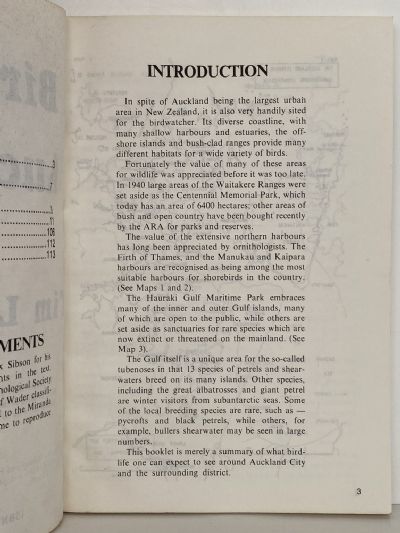 3
7
3
11
106
112
113
MENTS
x Sibson for his
nts in the text,
hological Society
f Wader classifi-
l to the Miranda
me to reproduce
INTRODUCTION
In spite of Auckland being the largest urban
area in New Zealand, it is also very handily sited
for the birdwatcher. Its diverse coastline, with
many shallow harbours and estuaries, the off-
shore islands and bush-clad ranges provide many
different habitats for a wide variety of birds.
Fortunately the value of many of these areas
for wildlife was appreciated before it was too late.
In 1940 large areas of the Waitakere Ranges were
set aside as the Centennial Memorial Park, which
today has an area of 6400 hectares; other areas of
bush and open country have been bought recently
by the ARA for parks and reserves.
The value of the extensive northern harbours
has long been appreciated by ornithologists. The
Firth of Thames, and the Manukau and Kaipara
harbours are recognised as being among the most
suitable harbours for shorebirds in the country.
(See Maps 1 and 2).
The Hauraki Gulf Maritime Park embraces
many of the inner and outer Gulf islands, many
of which are open to the public, while others are
set aside as sanctuaries for rare species which are
now extinct or threatened on the mainland. (See
Map 3).
The Gulf itself is a unique area for the so-called
tubenoses in that 13 species of petrels and shear-
waters breed on its many islands. Other species,
including the great albatrosses and giant petrel
are winter visitors from subantarctic seas. Some
of the local breeding species are rare, such as —
pycrofts and black petrels, while others, for
example, bullers shearwater may be seen in large
numbers.
This booklet is merely a summary of what bird-
life one can expect to see around Auckland City
and the surrounding district.
3